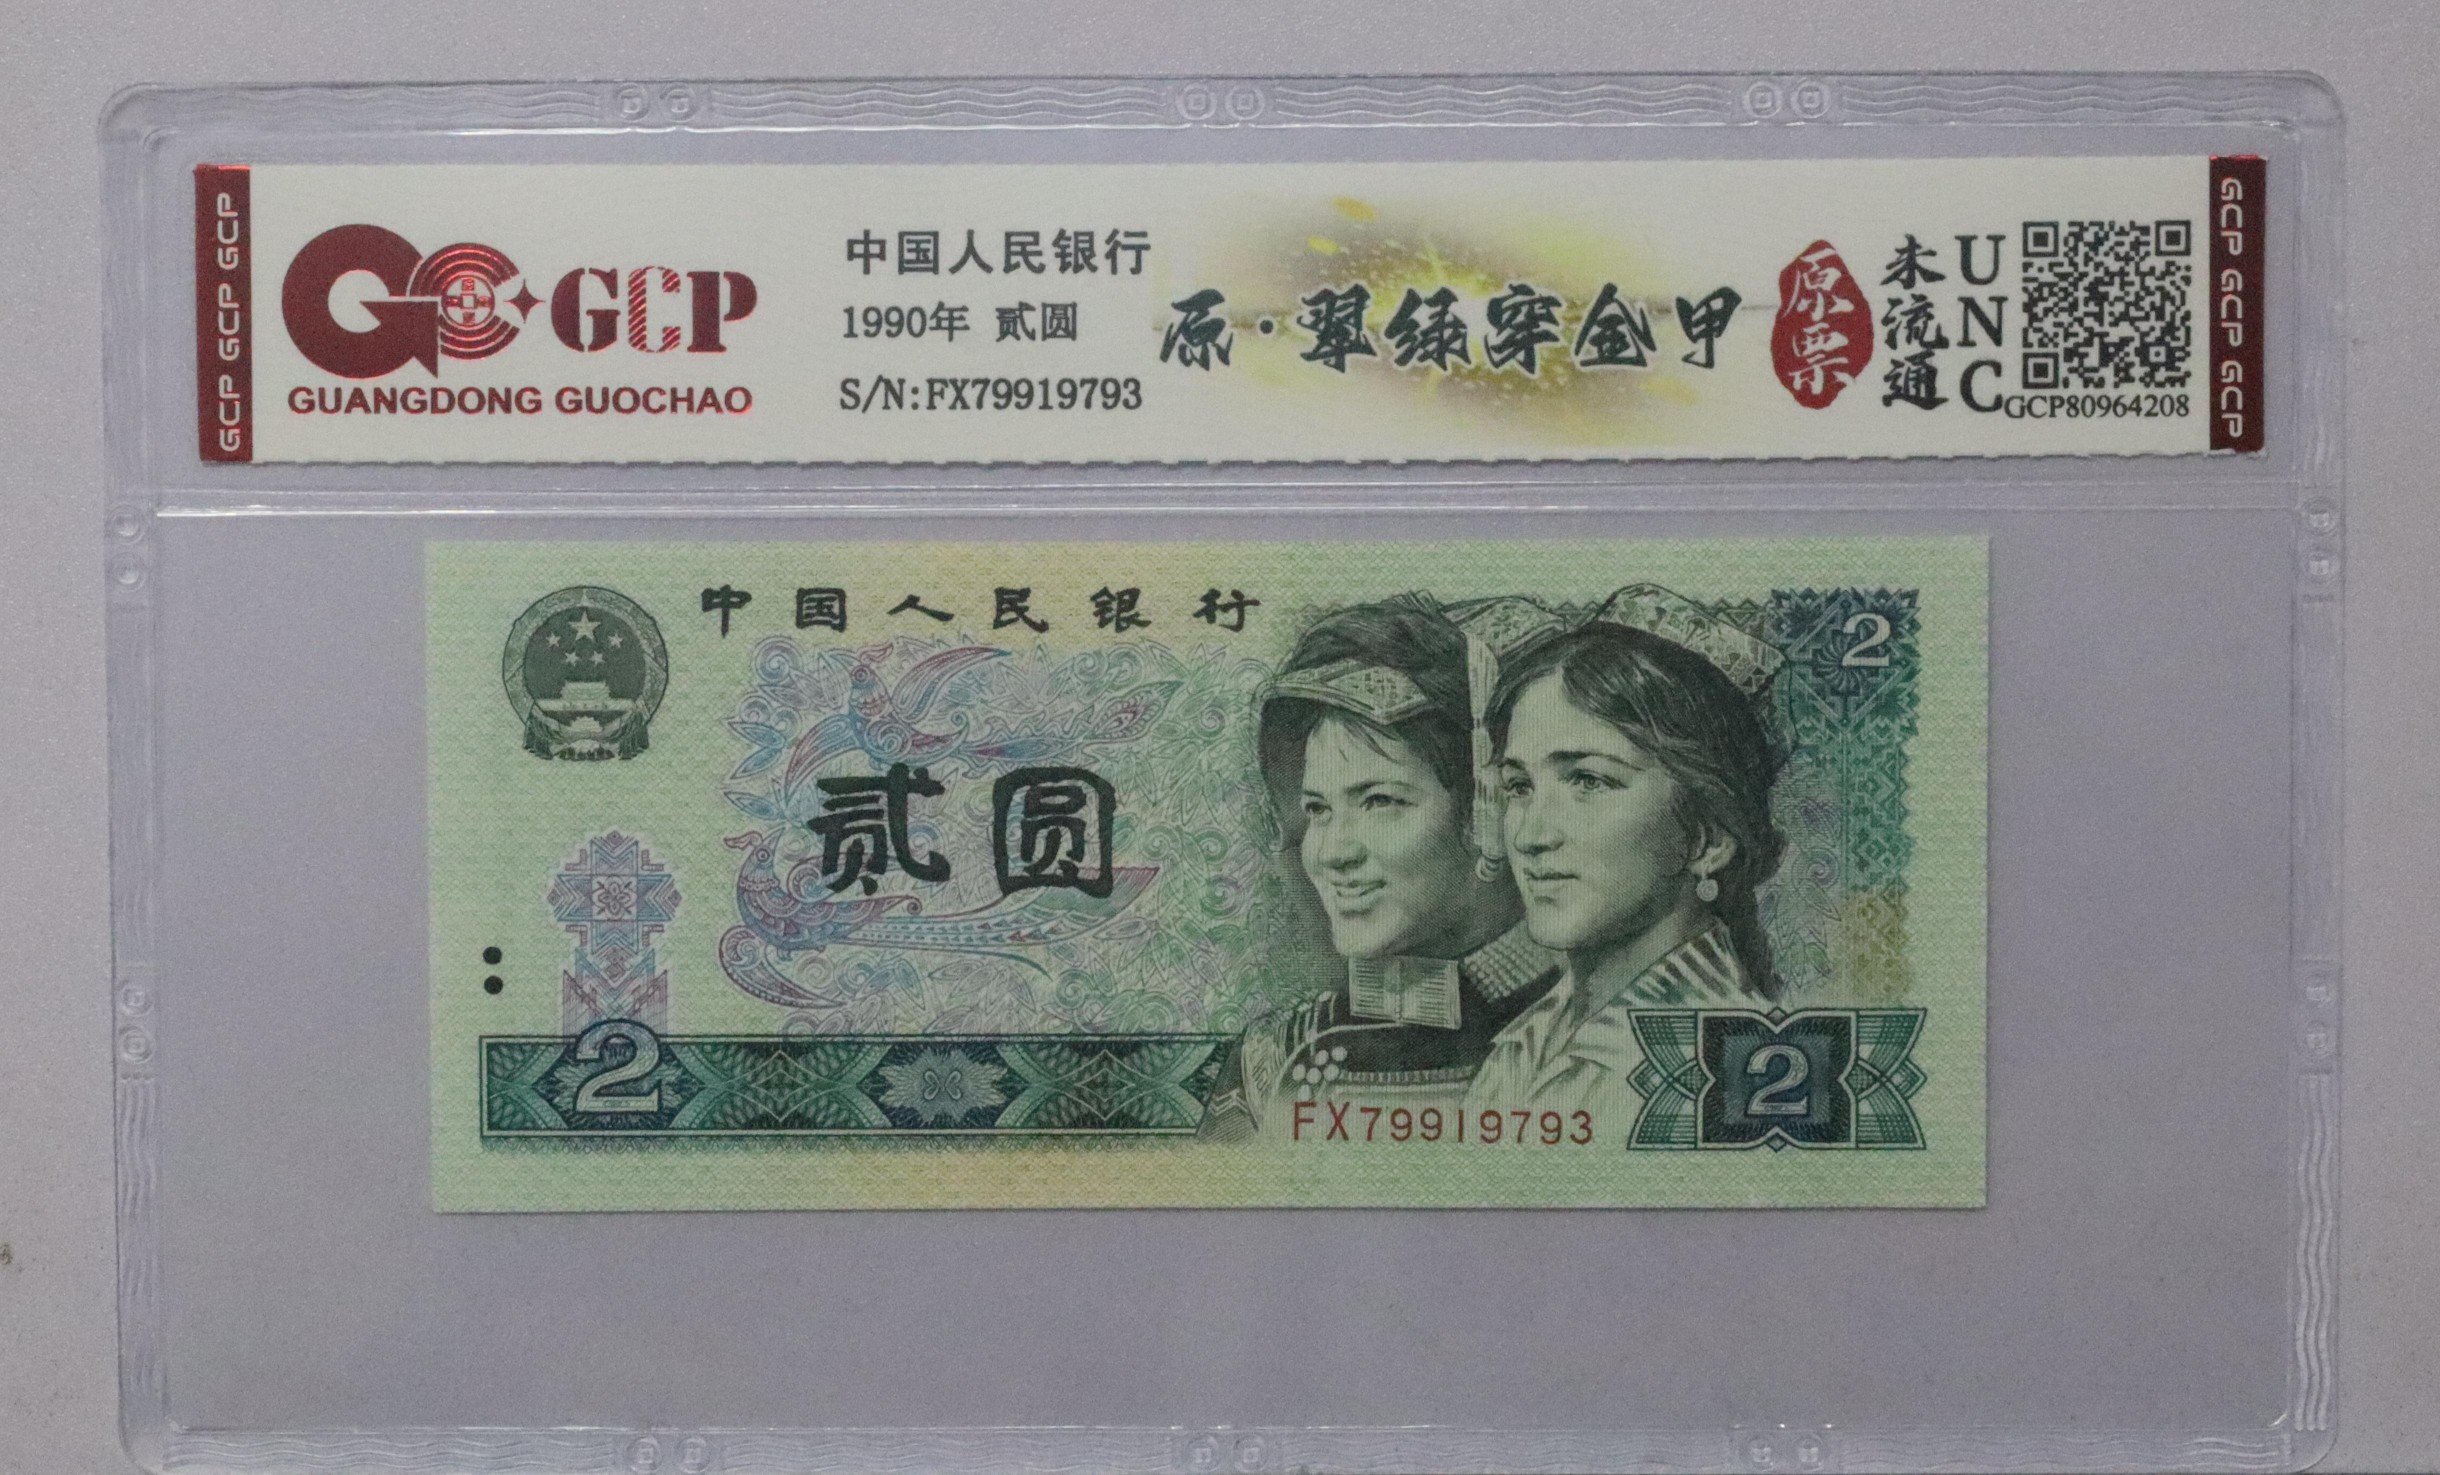 GCP GCP GCP
GCP
GUANGDONG GUOCHAO
中国人民银行
1990年 贰圆
S/N:FX79919793
原·翠绿穿金甲
原票
未流通
UNC
GCP80964208
GCP GCP GCP
中国人民银行
2
贰圆
2
FX79919793
2